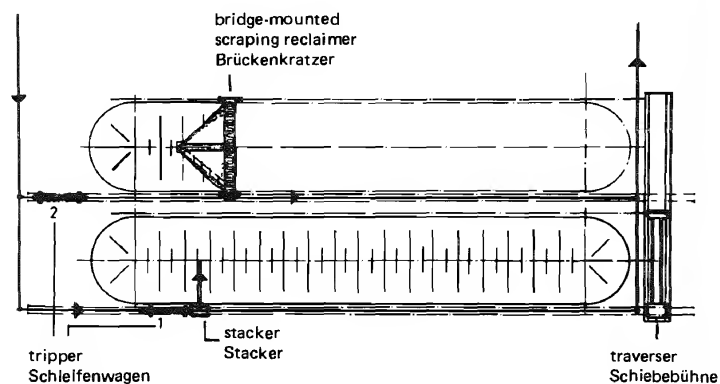 bridge-mounted
scraping reclaimer
Brückenkratzer
2
1
stacker
Stacker
tripper
Schleifenwagen
traverser
Schiebebühne